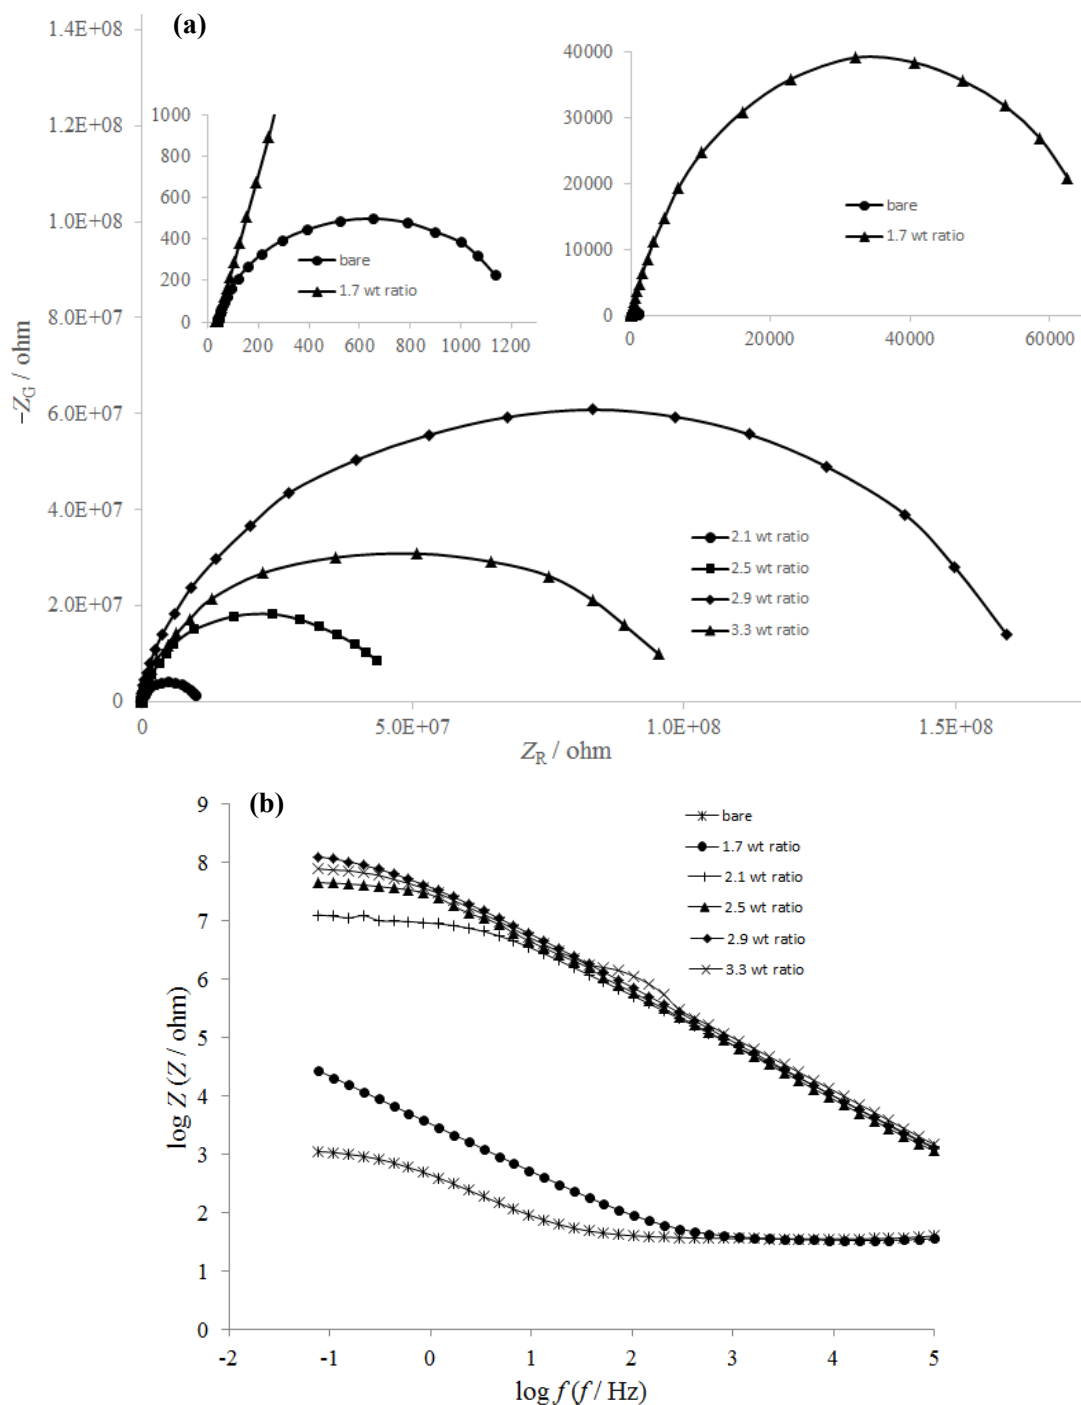 (a)
1.4E+08
1.2E+08
1.0E+08
8.0E+07
6.0E+07
4.0E+07
2.0E+07
0
−Z_G / ohm
0
5.0E+07
1.0E+08
1.5E+08
Z_R / ohm
1000
800
600
400
200
0
0 200 400 600 800 1000 1200
bare
1.7 wt ratio
40000
30000
20000
10000
0
0
20000
40000
60000
bare
1.7 wt ratio
2.1 wt ratio
2.5 wt ratio
2.9 wt ratio
3.3 wt ratio
(b)
9
8
7
6
5
4
3
2
1
0
log Z (Z / ohm)
-2 -1 0 1 2 3 4 5
log f (f / Hz)
bare
1.7 wt ratio
2.1 wt ratio
2.5 wt ratio
2.9 wt ratio
3.3 wt ratio